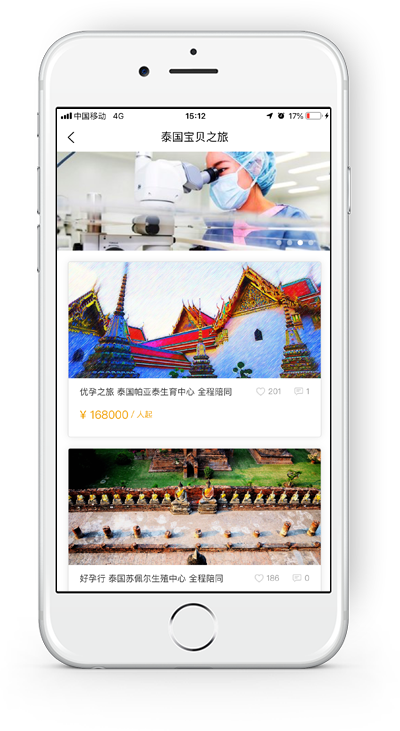 中国移动 4G 15:12 17%
泰国宝贝之旅
优孕之旅 泰国帕亚泰生育中心 全程陪同 201 1
¥ 168000 / 人起
好孕行 泰国苏佩尔生殖中心 全程陪同 186 0